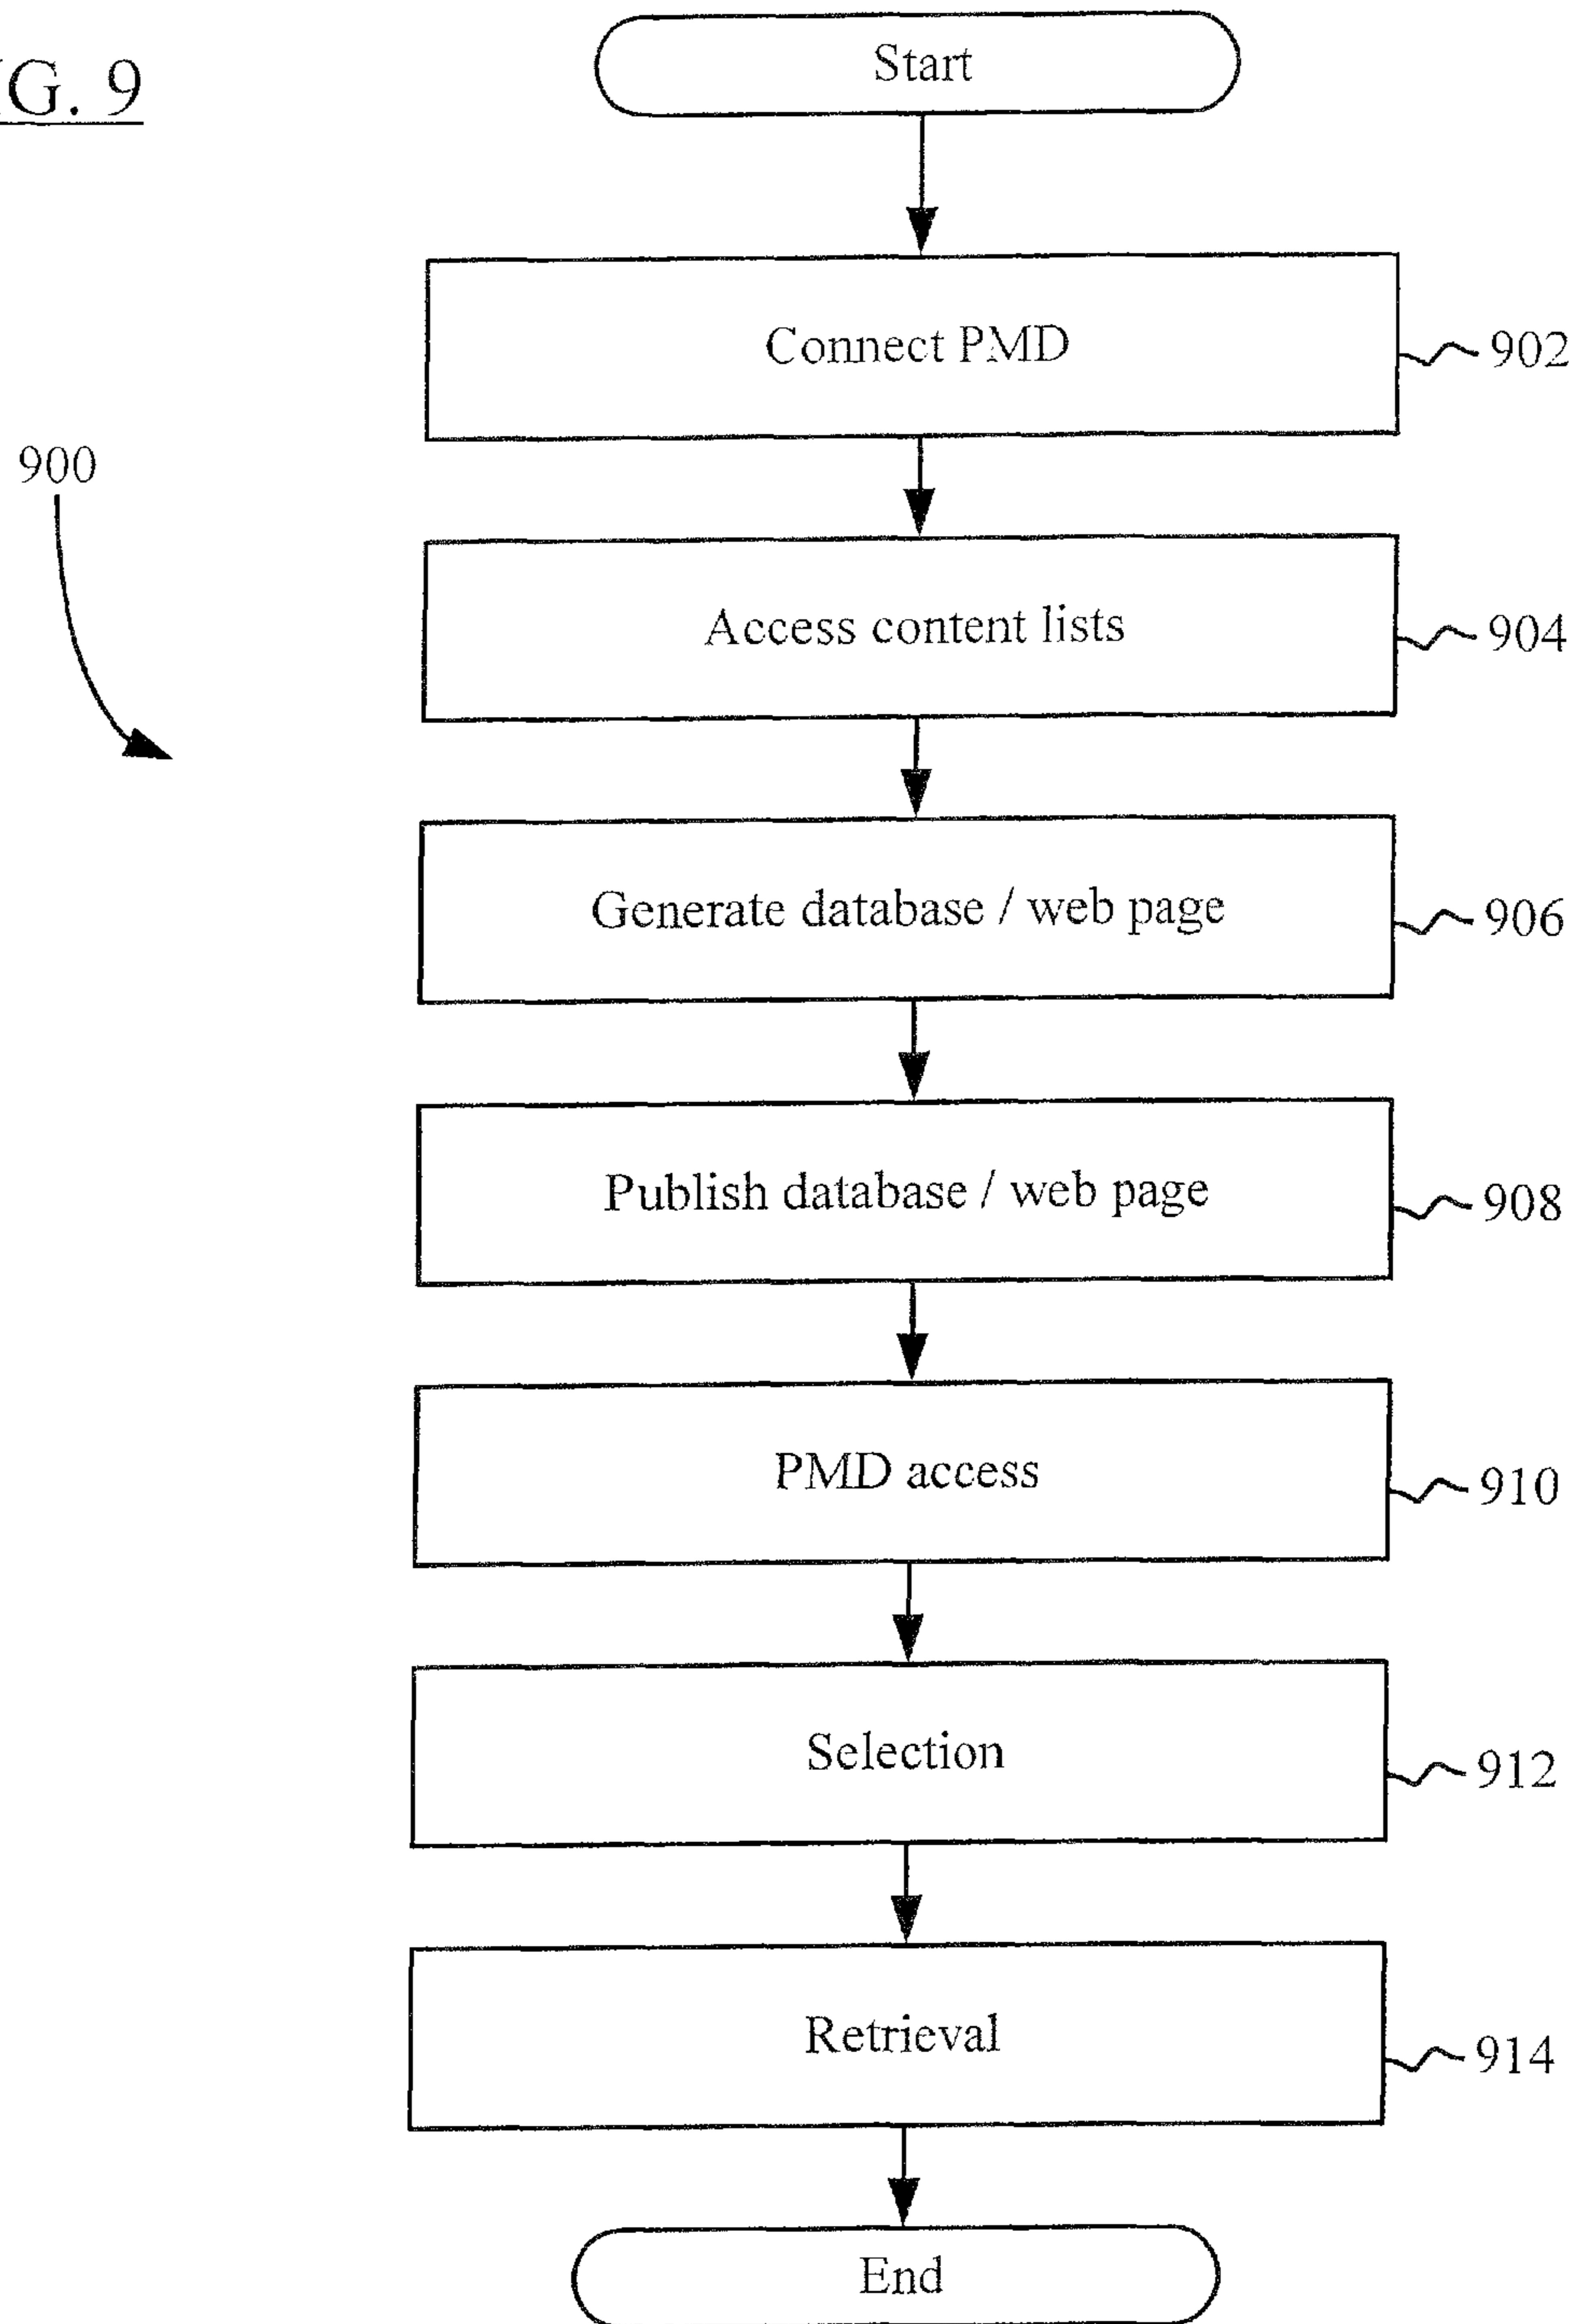 G. 9
Start
Connect PMD
902
900
Access content lists
904
Generate database / web page
906
Publish database / web page
908
PMD access
910
Selection
912
Retrieval
914
End